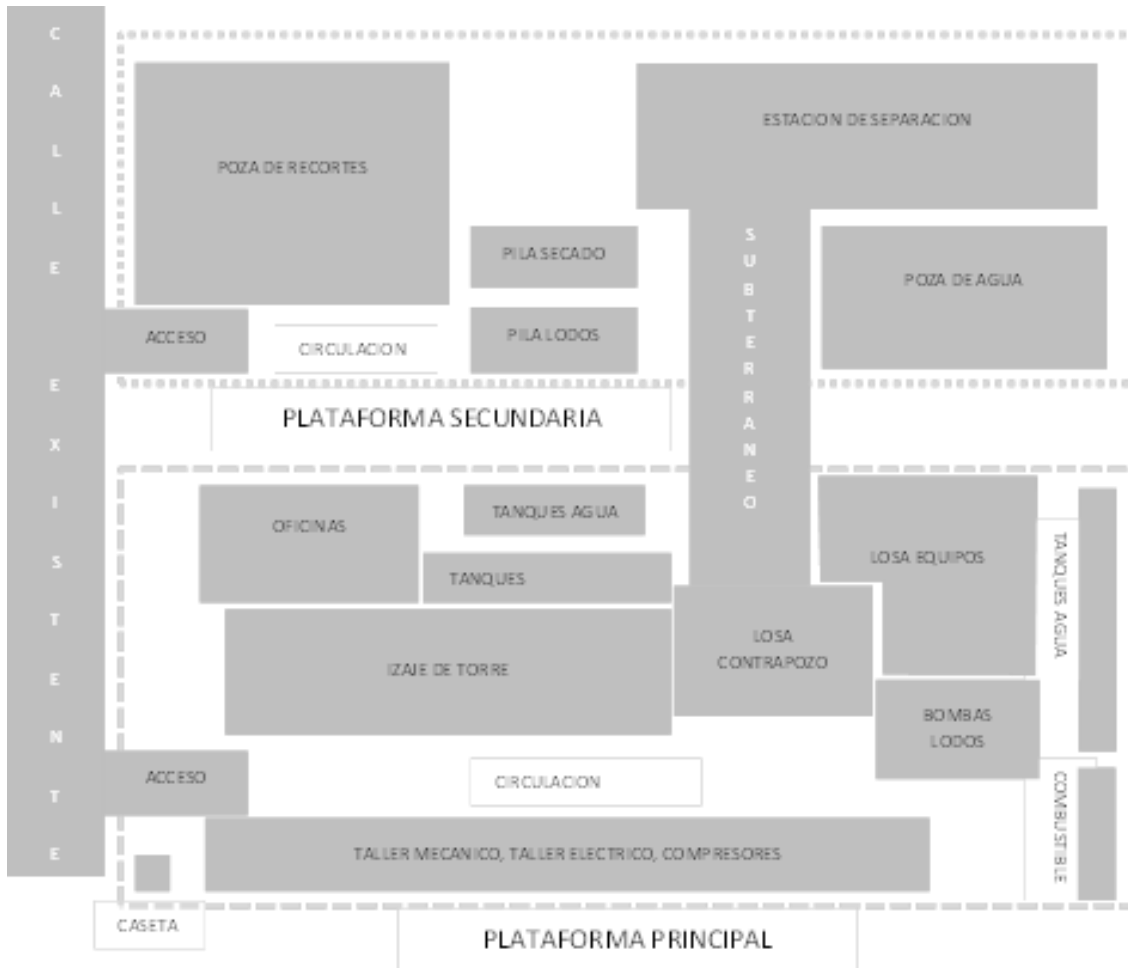 CALLE EXISTENTE
ESTACION DE SEPARACION
POZA DE RECORTES
SUBTERRANEO
PILA SECADO
POZA DE AGUA
ACCESO
CIRCULACION
PILA LODOS
PLATAFORMA SECUNDARIA
OFICINAS
TANQUES AGUA
LOSA EQUIPOS
TANQUES AGUA
TANQUES
IZAJE DE TORRE
LOSA
CONTRAPOZO
BOMBAS
LODOS
ACCESO
CIRCULACION
COMBUSTIBLE
TALLER MECANICO, TALLER ELECTRICO, COMPRESORES
CASETA
PLATAFORMA PRINCIPAL